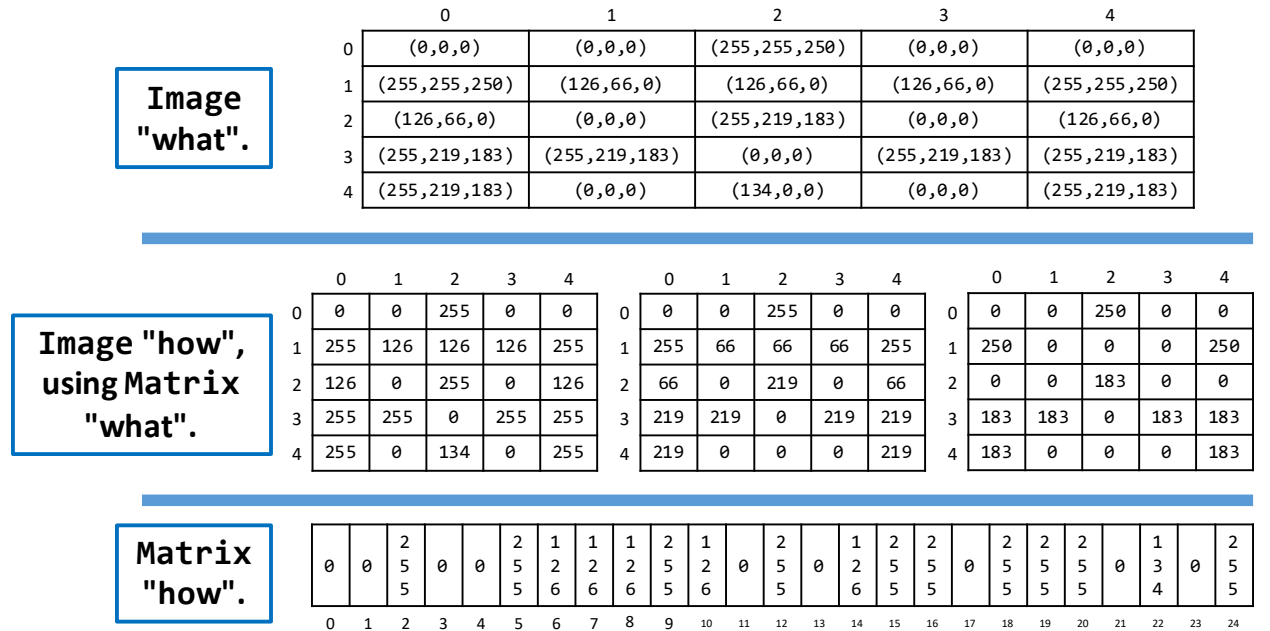 0 1 2 3 4
0 (0,0,0) (0,0,0) (255,255,250) (0,0,0) (0,0,0)
1 (255,255,250) (126,66,0) (126,66,0) (126,66,0) (255,255,250)
2 (126,66,0) (0,0,0) (255,219,183) (0,0,0) (126,66,0)
3 (255,219,183) (255,219,183) (0,0,0) (255,219,183) (255,219,183)
4 (255,219,183) (0,0,0) (134,0,0) (0,0,0) (255,219,183)
Image
"what".
0 1 2 3 4 0 1 2 3 4 0 1 2 3 4
0 0 0 255 0 0 0 0 0 255 0 0 0 0 0 250 0 0
1 255 126 126 126 255 1 255 66 66 66 255 1 250 0 0 0 250
2 126 0 255 0 126 2 66 0 219 0 66 2 0 0 183 0 0
3 255 255 0 255 255 3 219 219 0 219 219 3 183 183 0 183 183
4 255 0 134 0 255 4 219 0 0 0 219 4 183 0 0 0 183
Image "how",
using Matrix
"what".
Matrix
"how".
0 0 255 0 0 255 126 126 126 255 126 0 255 0 126 255 255 0 255 255 255 0 134 0 255
0 1 2 3 4 5 6 7 8 9 10 11 12 13 14 15 16 17 18 19 20 21 22 23 24